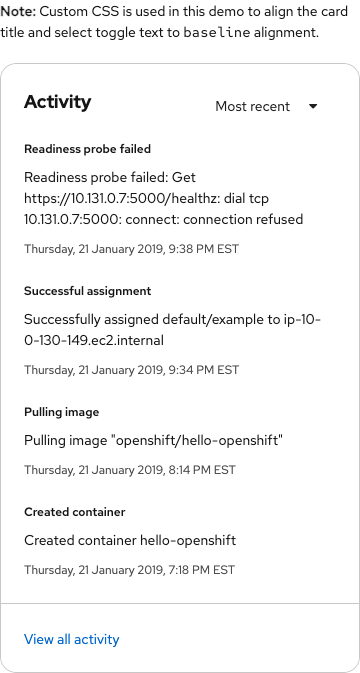 Note: Custom CSS is used in this demo to align the card
title and select toggle text to baseline alignment.
Activity
Most recent
Readiness probe failed
Readiness probe failed: Get
https://10.131.0.7:5000/healthz: dial tcp
10.131.0.7:5000: connect: connection refused
Thursday, 21 January 2019, 9:38 PM EST
Successful assignment
Successfully assigned default/example to ip-10-
0-130-149.ec2.internal
Thursday, 21 January 2019, 9:34 PM EST
Pulling image
Pulling image "openshift/hello-openshift"
Thursday, 21 January 2019, 8:14 PM EST
Created container
Created container hello-openshift
Thursday, 21 January 2019, 7:18 PM EST
View all activity